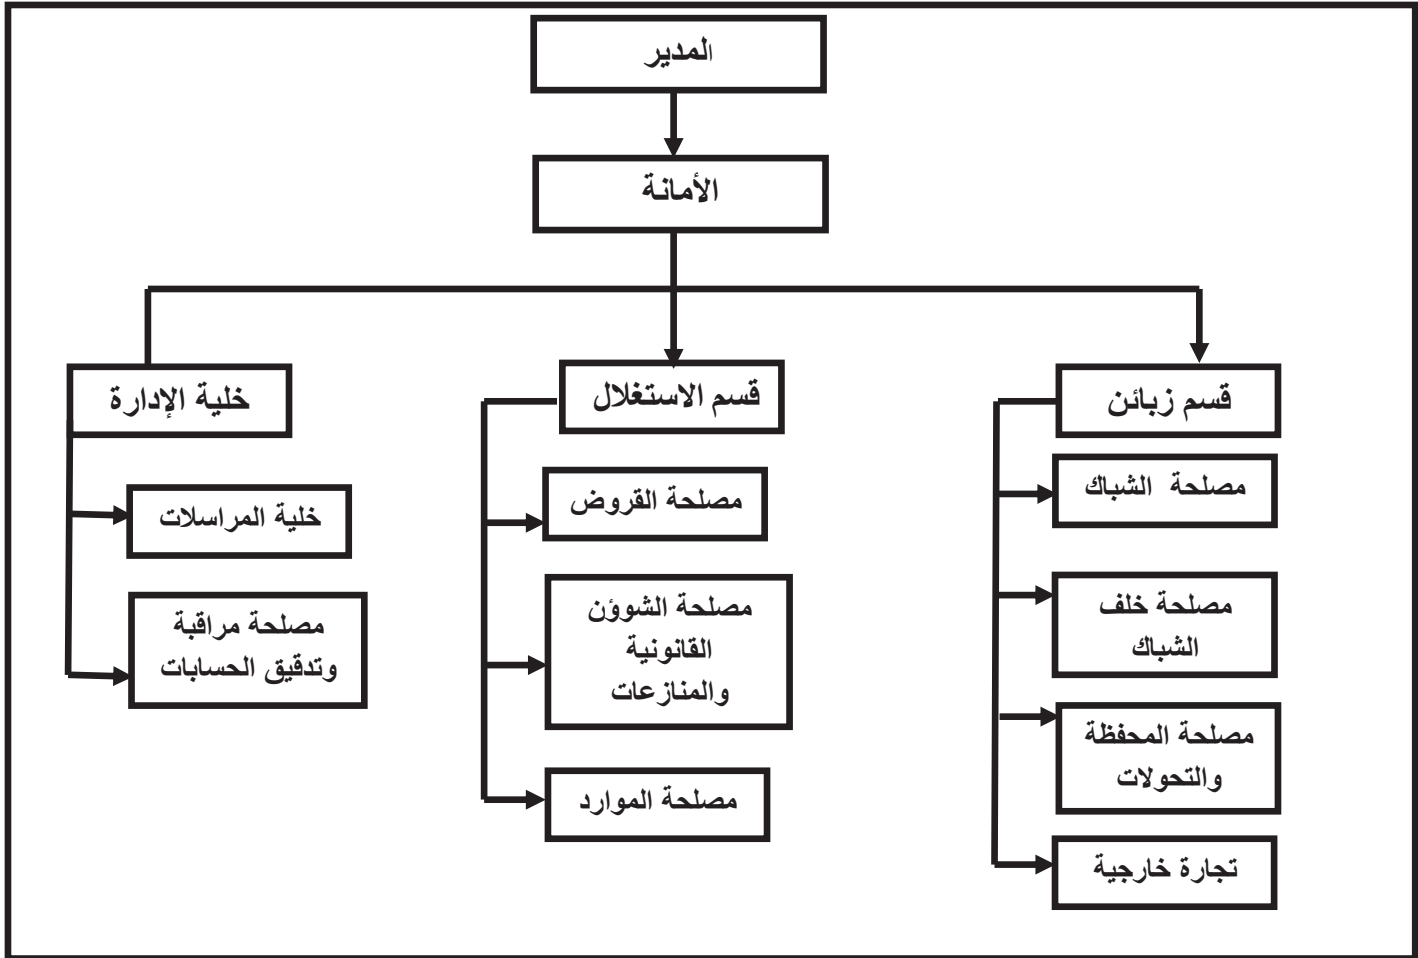 المدير
الأمانة
قسم زبائن
مصلحة الشباك
مصلحة خلف
الشباك
مصلحة المحفظة
والتحولات
تجارة خارجية
قسم الاستغلال
مصلحة القروض
مصلحة الشوؤن
القانونية
والمنازعات
مصلحة الموارد
خلية الإدارة
خلية المراسلات
مصلحة مراقبة
وتدقيق الحسابات